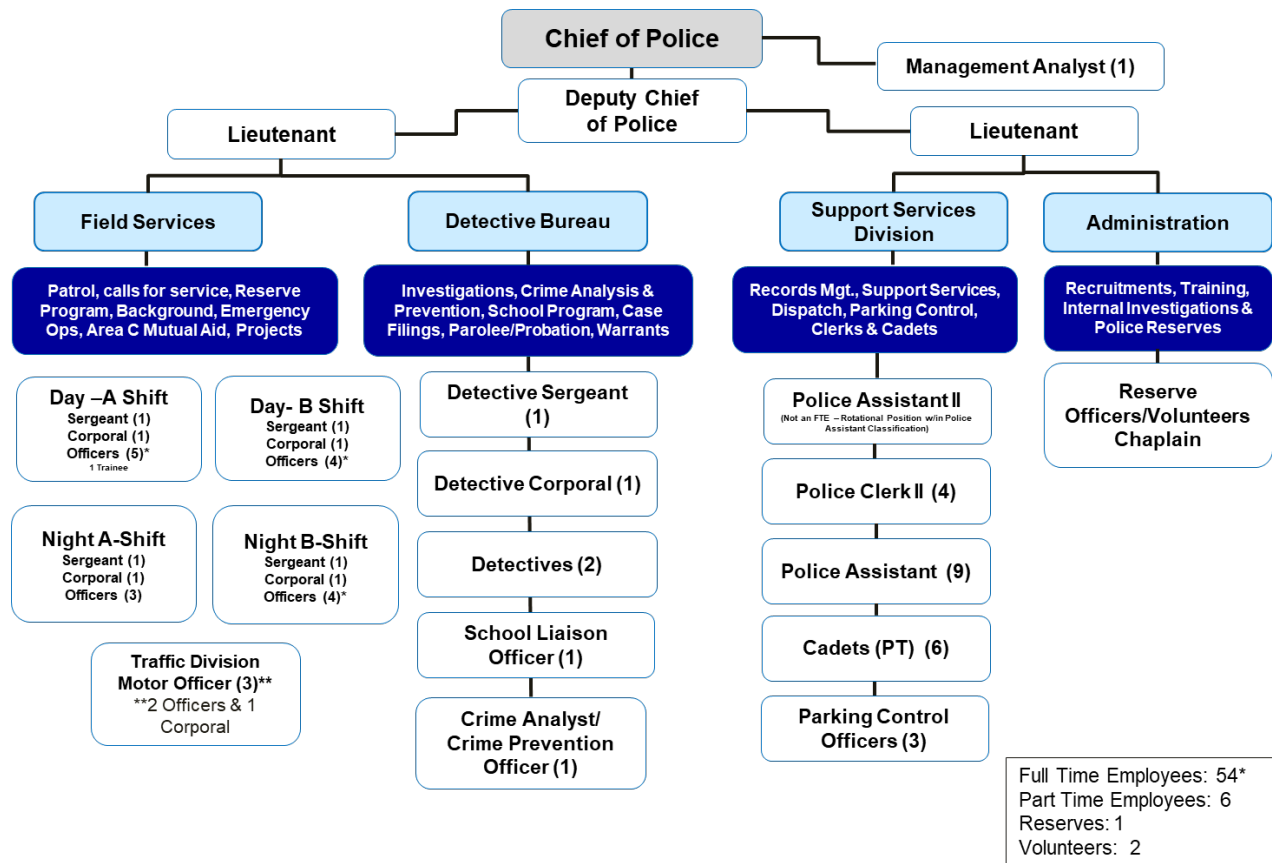 Chief of Police
Management Analyst (1)
Deputy Chief
of Police
Lieutenant
Lieutenant
Field Services
Detective Bureau
Support Services
Division
Administration
Patrol, calls for service, Reserve
Program, Background, Emergency
Ops, Area C Mutual Aid, Projects
Investigations, Crime Analysis &
Prevention, School Program, Case
Filings, Parolee/Probation, Warrants
Records Mgt., Support Services,
Dispatch, Parking Control,
Clerks & Cadets
Recruitments, Training,
Internal Investigations &
Police Reserves
Day –A Shift
Sergeant (1)
Corporal (1)
Officers (5)*
1 Trainee
Day- B Shift
Sergeant (1)
Corporal (1)
Officers (4)*
Night A-Shift
Sergeant (1)
Corporal (1)
Officers (3)
Night B-Shift
Sergeant (1)
Corporal (1)
Officers (4)*
Traffic Division
Motor Officer (3)**
**2 Officers & 1
Corporal
Detective Sergeant
(1)
Detective Corporal (1)
Detectives (2)
School Liaison
Officer (1)
Crime Analyst/
Crime Prevention
Officer (1)
Police Assistant II
(Not an FTE – Rotational Position w/in Police
Assistant Classification)
Police Clerk II (4)
Police Assistant (9)
Cadets (PT) (6)
Parking Control
Officers (3)
Reserve
Officers/Volunteers
Chaplain
Full Time Employees: 54*
Part Time Employees: 6
Reserves: 1
Volunteers: 2